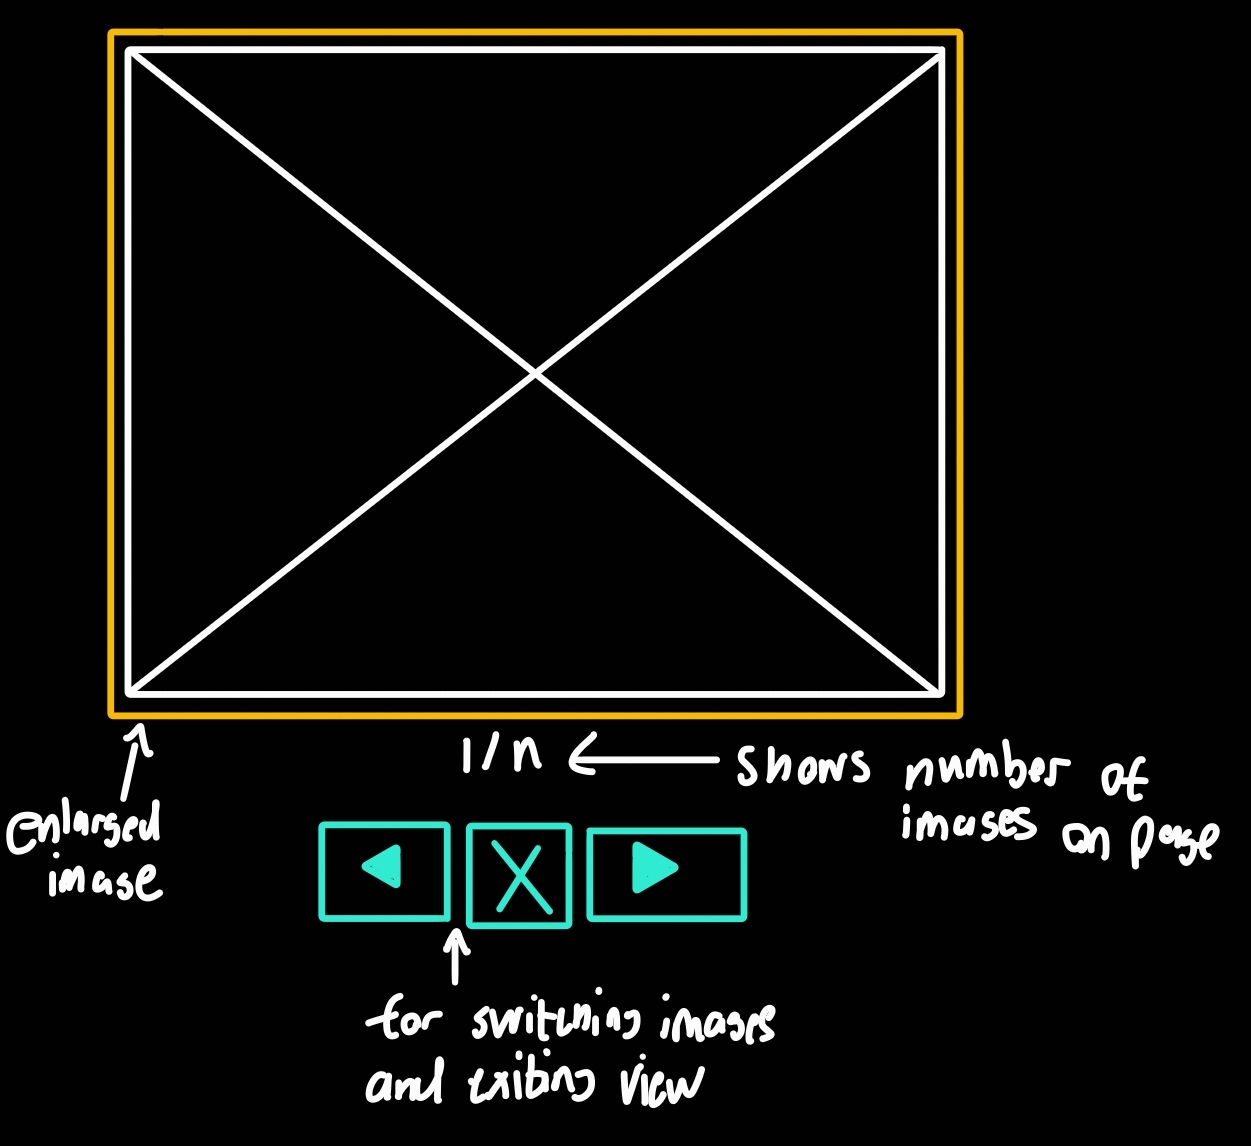 1/n
shows number of
images on page
enlarged
image
X
for switching images
and exiting view